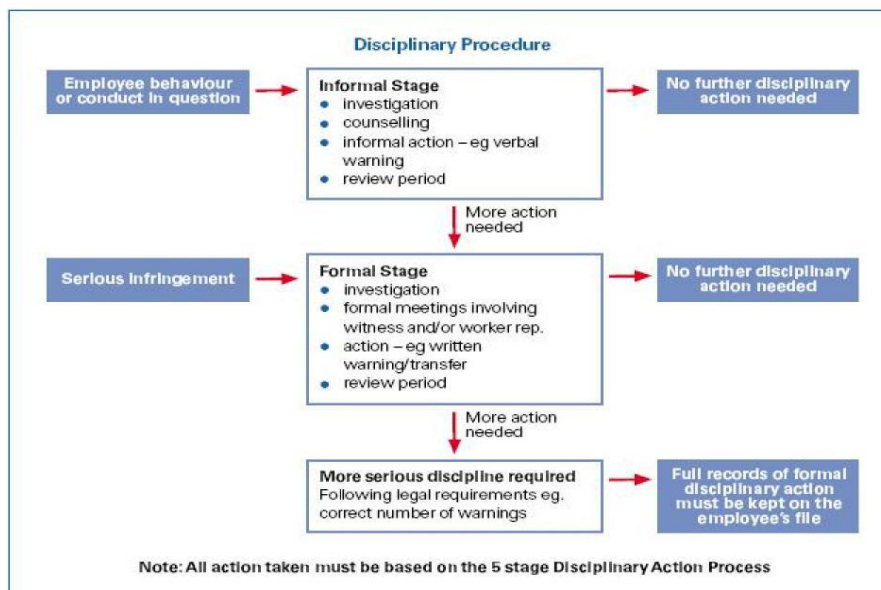 Disciplinary Procedure
Employee behaviour
or conduct in question
Informal Stage
● investigation
● counselling
● informal action – eg verbal
warning
● review period
No further disciplinary
action needed
More action
needed
Serious infringement
Formal Stage
● investigation
● formal meetings involving
witness and/or worker rep.
● action – eg written
warning/transfer
● review period
No further disciplinary
action needed
More action
needed
More serious discipline required
Following legal requirements eg.
correct number of warnings
Full records of formal
disciplinary action
must be kept on the
employee's file
Note: All action taken must be based on the 5 stage Disciplinary Action Process